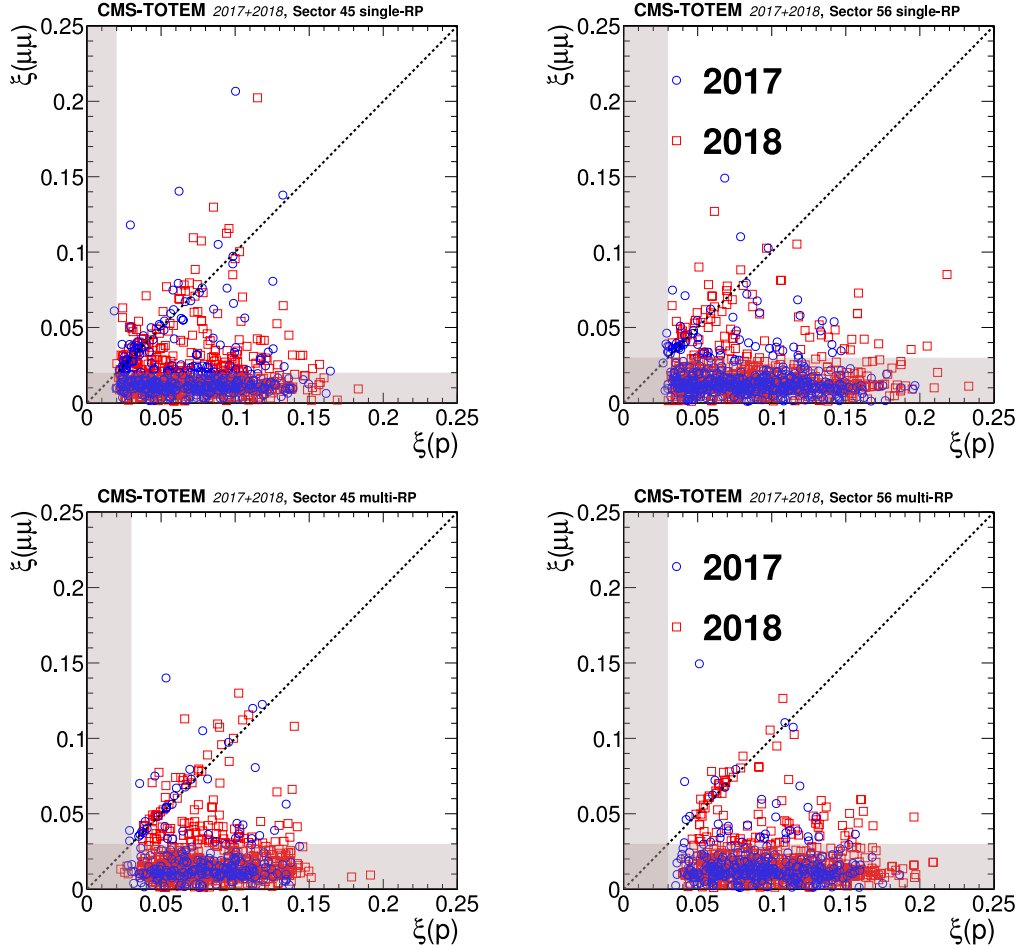 CMS-TOTEM 2017+2018, Sector 45 single-RP
ξ(μμ)
0.25
0.2
0.15
0.1
0.05
0
0 0.05 0.1 0.15 0.2 0.25
ξ(p)
CMS-TOTEM 2017+2018, Sector 56 single-RP
ξ(μμ)
0.25
0.2
0.15
0.1
0.05
0
2017
2018
0 0.05 0.1 0.15 0.2 0.25
ξ(p)
CMS-TOTEM 2017+2018, Sector 45 multi-RP
ξ(μμ)
0.25
0.2
0.15
0.1
0.05
0
0 0.05 0.1 0.15 0.2 0.25
ξ(p)
CMS-TOTEM 2017+2018, Sector 56 multi-RP
ξ(μμ)
0.25
0.2
0.15
0.1
0.05
0
2017
2018
0 0.05 0.1 0.15 0.2 0.25
ξ(p)